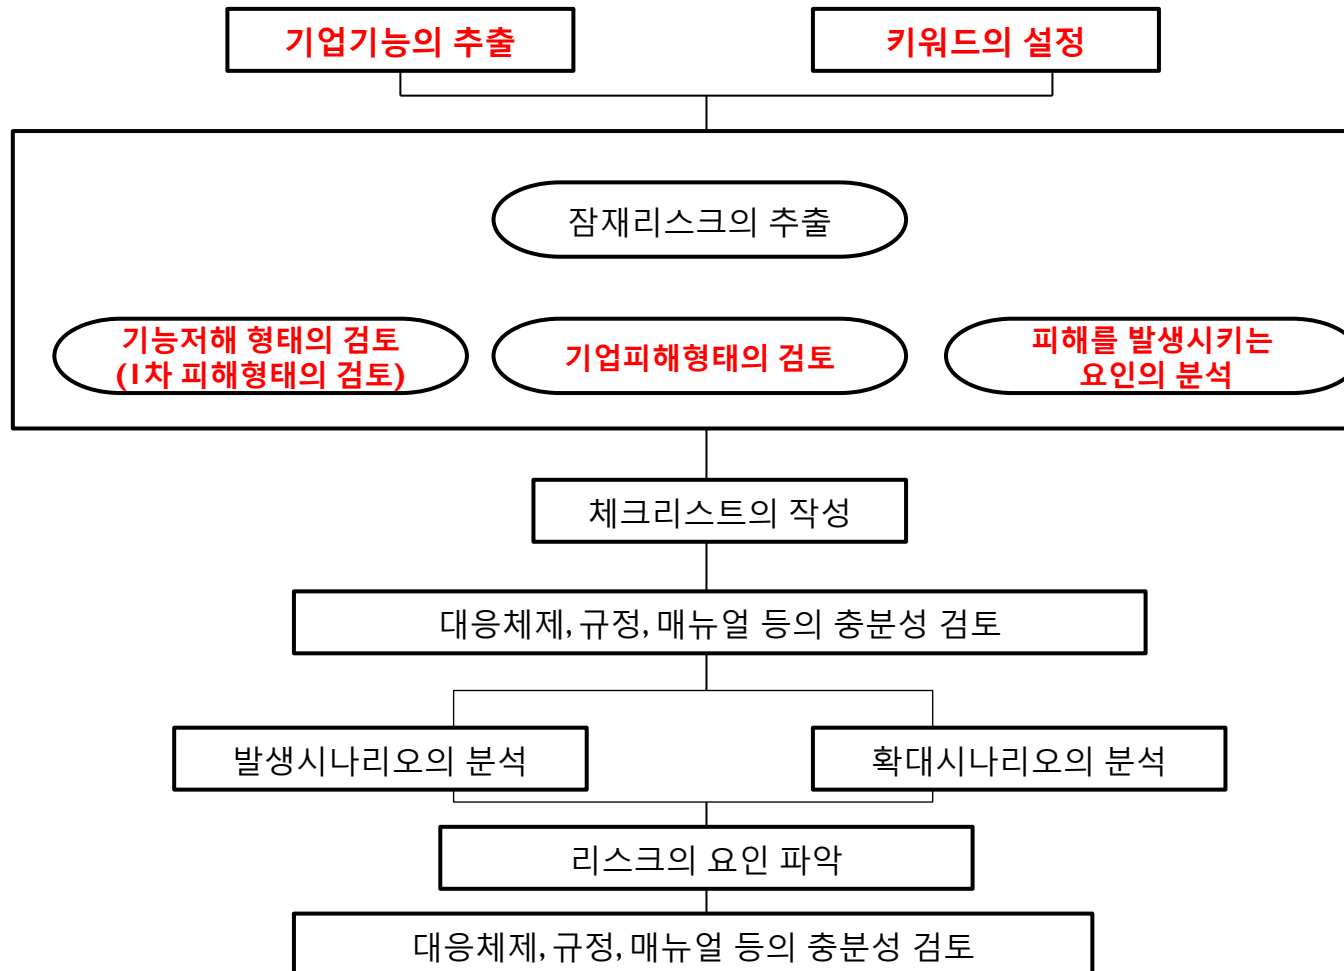 기업기능의 추출
키워드의 설정
잠재리스크의 추출
기능저해 형태의 검토
(1차 피해형태의 검토)
기업피해형태의 검토
피해를 발생시키는
요인의 분석
체크리스트의 작성
대응체제, 규정, 매뉴얼 등의 충분성 검토
발생시나리오의 분석
확대시나리오의 분석
리스크의 요인 파악
대응체제, 규정, 매뉴얼 등의 충분성 검토